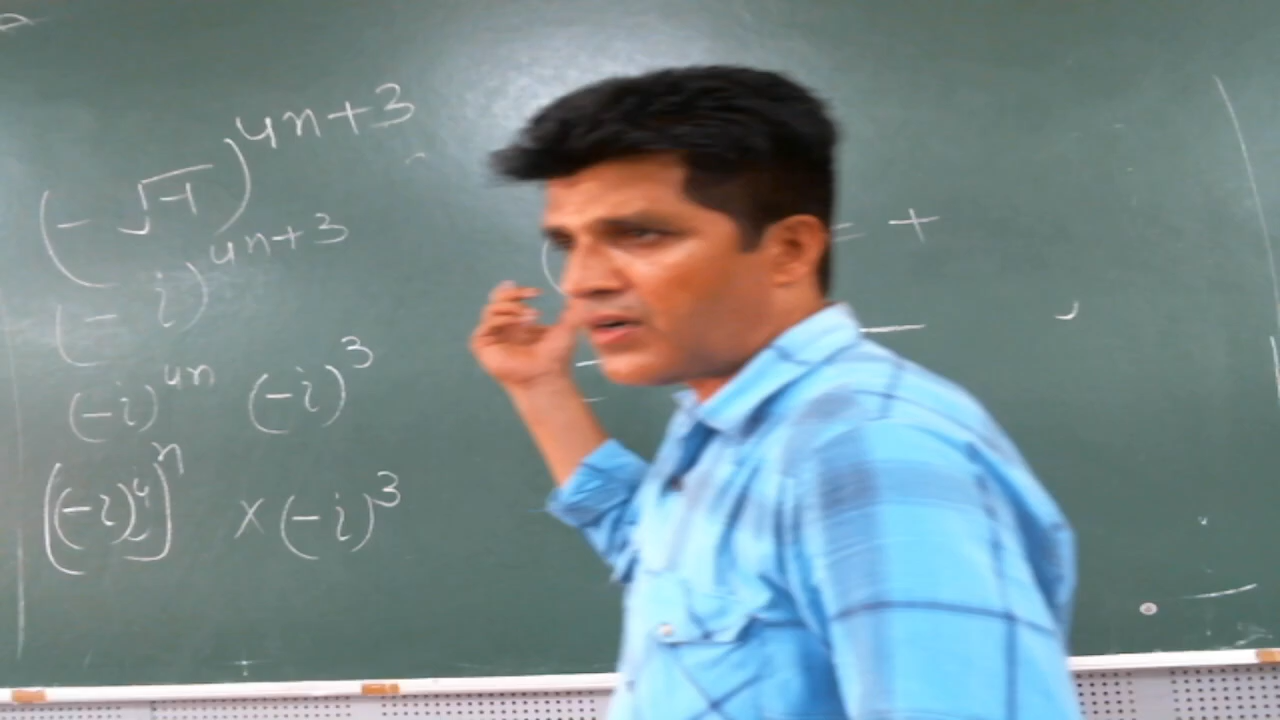 (-√-1)^4n+3
(-i)^4n+3
(-i)^4n (-i)^3
[(-i)^4]^n × (-i)^3
= +